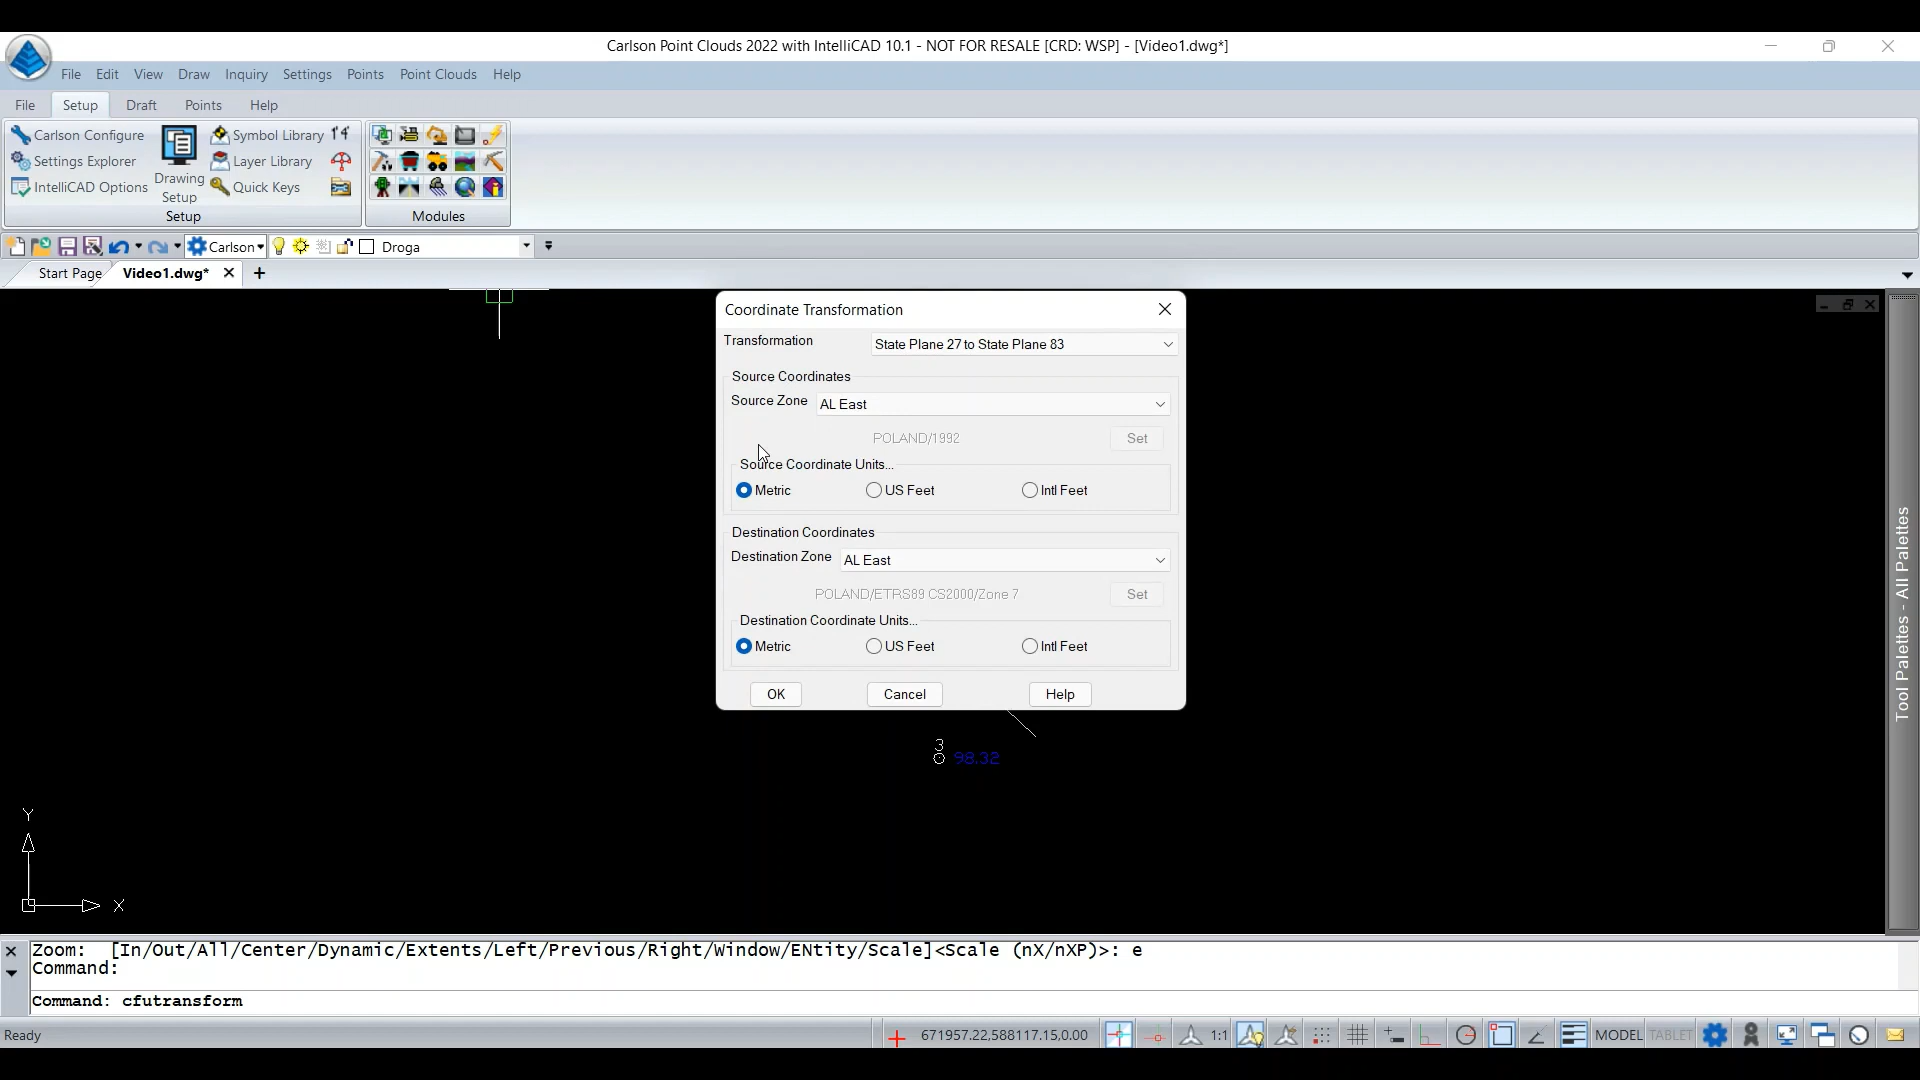 Carlson Point Clouds 2022 with IntelliCAD 10.1 - NOT FOR RESALE [CRD: WSP] - [Video1.dwg*]
File Edit View Draw Inquiry Settings Points Point Clouds Help
File Setup Draft Points Help
Carlson Configure
Settings Explorer
IntelliCAD Options
Drawing
Setup
Symbol Library
Layer Library
Quick Keys
Setup
Modules
Carlson
Droga
Start Page
Video1.dwg*
Coordinate Transformation
Transformation State Plane 27 to State Plane 83
Source Coordinates
Source Zone AL East
POLAND/1992 Set
Source Coordinate Units...
Metric US Feet Intl Feet
Destination Coordinates
Destination Zone AL East
POLAND/ETRS89 CS2000/Zone 7 Set
Destination Coordinate Units...
Metric US Feet Intl Feet
OK Cancel Help
3
98.32
Tool Palettes - All Palettes
Y
X
Zoom: [In/Out/All/Center/Dynamic/Extents/Left/Previous/Right/Window/ENtity/Scale]<Scale (nX/nXP)>: e
Command:
Command: cfutransform
Ready
671957.22,588117.15,0.00
1:1
MODEL
TABLET